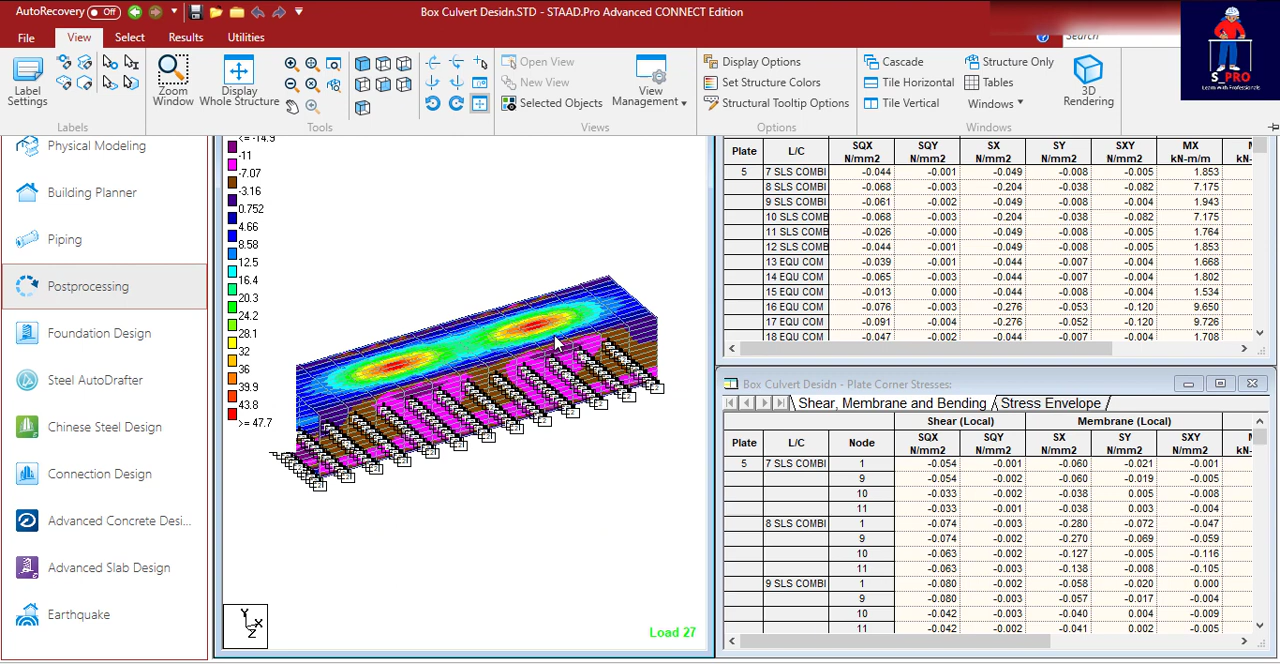 AutoRecovery Off
Box Culvert Desidn.STD - STAAD.Pro Advanced CONNECT Edition
File View Select Results Utilities
Search
S_PRO
Learn With Professionals
Label Settings
Labels
Zoom Window
Display Whole Structure
Tools
Open View
New View
Selected Objects
View Management
Views
Display Options
Set Structure Colors
Structural Tooltip Options
Options
Cascade
Tile Horizontal
Tile Vertical
Structure Only
Tables
Windows
Windows
3D Rendering
Physical Modeling
Building Planner
Piping
Postprocessing
Foundation Design
Steel AutoDrafter
Chinese Steel Design
Connection Design
Advanced Concrete Desi...
Advanced Slab Design
Earthquake
<= -14.9
-11
-7.07
-3.16
0.752
4.66
8.58
12.5
16.4
20.3
24.2
28.1
32
36
39.9
43.8
>= 47.7
Y
X
Z
Load 27
Plate L/C SQX N/mm2 SQY N/mm2 SX N/mm2 SY N/mm2 SXY N/mm2 MX kN-m/m
5 7 SLS COMBI -0.044 -0.001 -0.049 -0.008 -0.005 1.853
8 SLS COMBI -0.068 -0.003 -0.204 -0.038 -0.082 7.175
9 SLS COMBI -0.061 -0.002 -0.049 -0.008 -0.004 1.943
10 SLS COMB -0.068 -0.003 -0.204 -0.038 -0.082 7.175
11 SLS COMB -0.026 -0.000 -0.049 -0.008 -0.004 1.764
12 SLS COMB -0.044 -0.001 -0.049 -0.008 -0.005 1.853
13 EQU COM -0.039 -0.001 -0.044 -0.007 -0.004 1.668
14 EQU COM -0.065 -0.003 -0.044 -0.007 -0.004 1.802
15 EQU COM -0.013 0.000 -0.044 -0.008 -0.004 1.534
16 EQU COM -0.076 -0.003 -0.276 -0.053 -0.120 9.650
17 EQU COM -0.091 -0.004 -0.276 -0.052 -0.120 9.726
18 EQU COM -0.047 -0.002 -0.044 -0.007 -0.004 1.708
Box Culvert Desidn - Plate Corner Stresses:
Shear, Membrane and Bending Stress Envelope
Shear (Local) Membrane (Local)
Plate L/C Node SQX N/mm2 SQY N/mm2 SX N/mm2 SY N/mm2 SXY N/mm2 kN-
5 7 SLS COMBI 1 -0.054 -0.001 -0.060 -0.021 -0.001
9 -0.054 -0.002 -0.060 -0.019 -0.005
10 -0.033 -0.002 -0.038 0.005 -0.008
11 -0.033 -0.001 -0.038 0.003 -0.004
8 SLS COMBI 1 -0.074 -0.003 -0.280 -0.072 -0.047
9 -0.074 -0.002 -0.270 -0.069 -0.059
10 -0.063 -0.002 -0.127 -0.005 -0.116
11 -0.063 -0.003 -0.138 -0.008 -0.105
9 SLS COMBI 1 -0.080 -0.003 -0.058 -0.020 0.000
9 -0.080 -0.003 -0.057 -0.017 -0.004
10 -0.042 -0.003 -0.040 0.004 -0.009
11 -0.042 -0.002 -0.041 0.002 -0.005